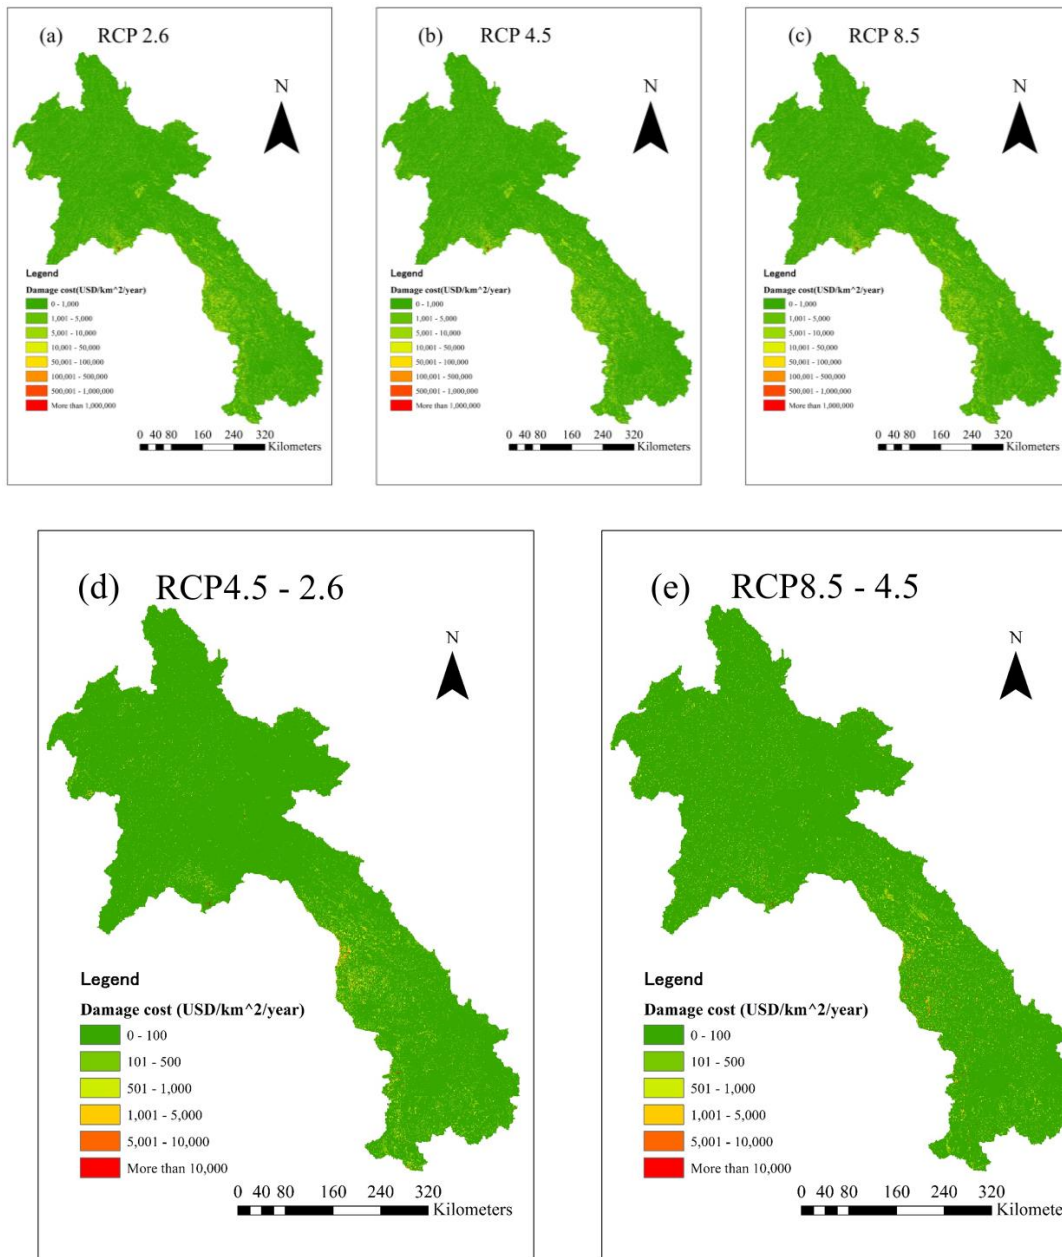 (a) RCP 2.6
N
Legend
Damage cost(USD/km^2/year)
0 - 1,000
1,001 - 5,000
5,001 - 10,000
10,001 - 50,000
50,001 - 100,000
100,001 - 500,000
500,001 - 1,000,000
More than 1,000,000
0 40 80 160 240 320
Kilometers
(b) RCP 4.5
N
Legend
Damage cost(USD/km^2/year)
0 - 1,000
1,001 - 5,000
5,001 - 10,000
10,001 - 50,000
50,001 - 100,000
100,001 - 500,000
500,001 - 1,000,000
More than 1,000,000
0 40 80 160 240 320
Kilometers
(c) RCP 8.5
N
Legend
Damage cost(USD/km^2/year)
0 - 1,000
1,001 - 5,000
5,001 - 10,000
10,001 - 50,000
50,001 - 100,000
100,001 - 500,000
500,001 - 1,000,000
More than 1,000,000
0 40 80 160 240 320
Kilometers
(d) RCP4.5 - 2.6
N
Legend
Damage cost (USD/km^2/year)
0 - 100
101 - 500
501 - 1,000
1,001 - 5,000
5,001 - 10,000
More than 10,000
0 40 80 160 240 320
Kilometers
(e) RCP8.5 - 4.5
N
Legend
Damage cost (USD/km^2/year)
0 - 100
101 - 500
501 - 1,000
1,001 - 5,000
5,001 - 10,000
More than 10,000
0 40 80 160 240 320
Kilomete